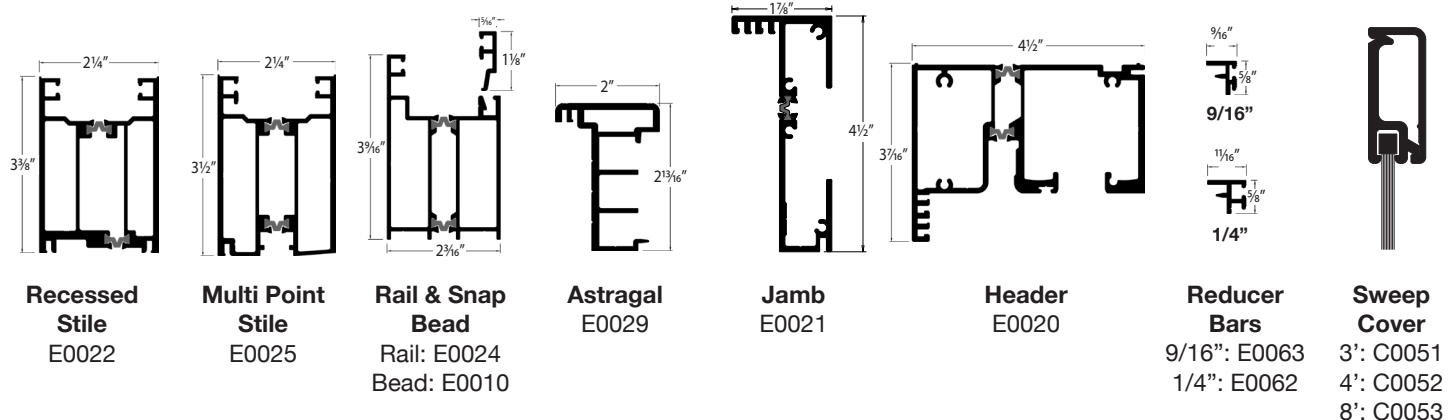 2¼"
3⅜"
Recessed
Stile
E0022
2¼"
3½"
Multi Point
Stile
E0025
5⁄16"
1⅛"
39⁄16"
23⁄16"
Rail & Snap
Bead
Rail: E0024
Bead: E0010
2"
213⁄16"
Astragal
E0029
1⅞"
4½"
Jamb
E0021
4½"
37⁄16"
Header
E0020
9⁄16"
5⁄8"
9/16"
11⁄16"
5⁄8"
1/4"
Reducer
Bars
9/16”: E0063
1/4”: E0062
Sweep
Cover
3’: C0051
4’: C0052
8’: C0053